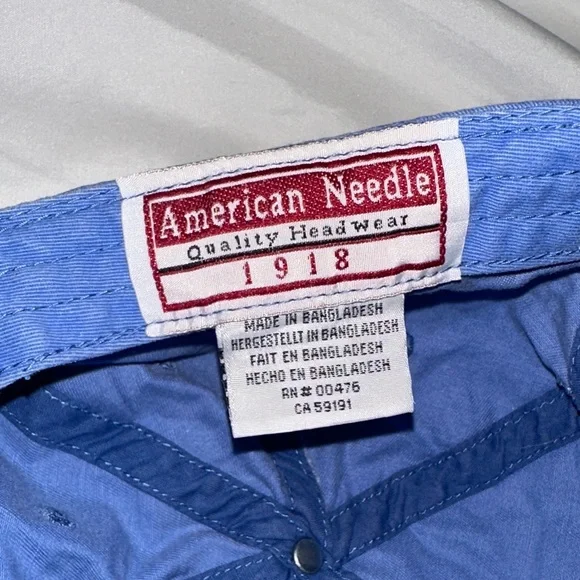 American Needle
Quality HeadWear
1918
MADE IN BANGLADESH
HERGESTELLT IN BANGLADESH
FAIT EN BANGLADESH
HECHO EN BANGLADESH
RN# 00476
CA 59191